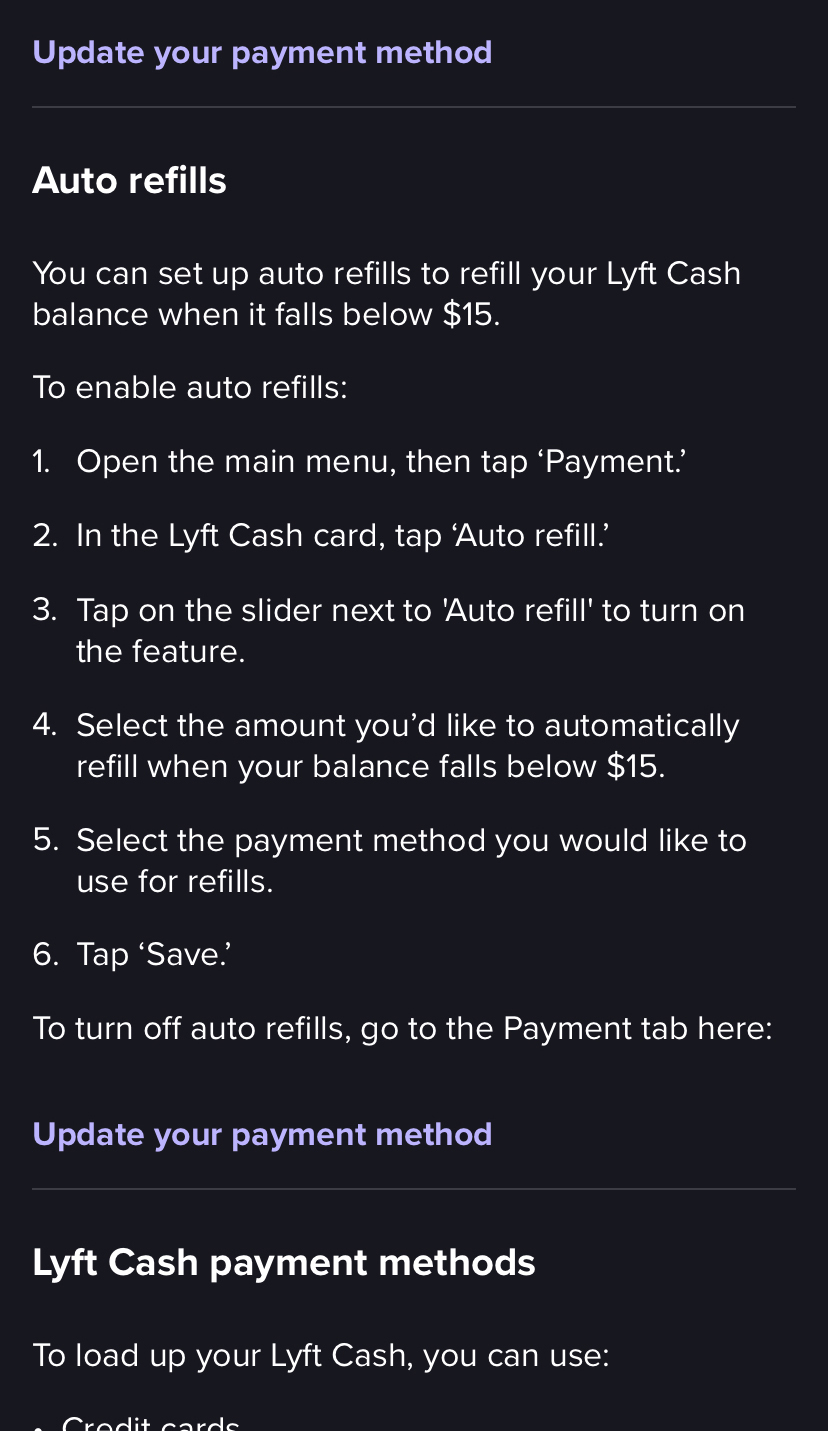 Update your payment method
Auto refills
You can set up auto refills to refill your Lyft Cash
balance when it falls below $15.
To enable auto refills:
1. Open the main menu, then tap ‘Payment.’
2. In the Lyft Cash card, tap ‘Auto refill.’
3. Tap on the slider next to 'Auto refill' to turn on
the feature.
4. Select the amount you’d like to automatically
refill when your balance falls below $15.
5. Select the payment method you would like to
use for refills.
6. Tap ‘Save.’
To turn off auto refills, go to the Payment tab here:
Update your payment method
Lyft Cash payment methods
To load up your Lyft Cash, you can use:
• Credit cards